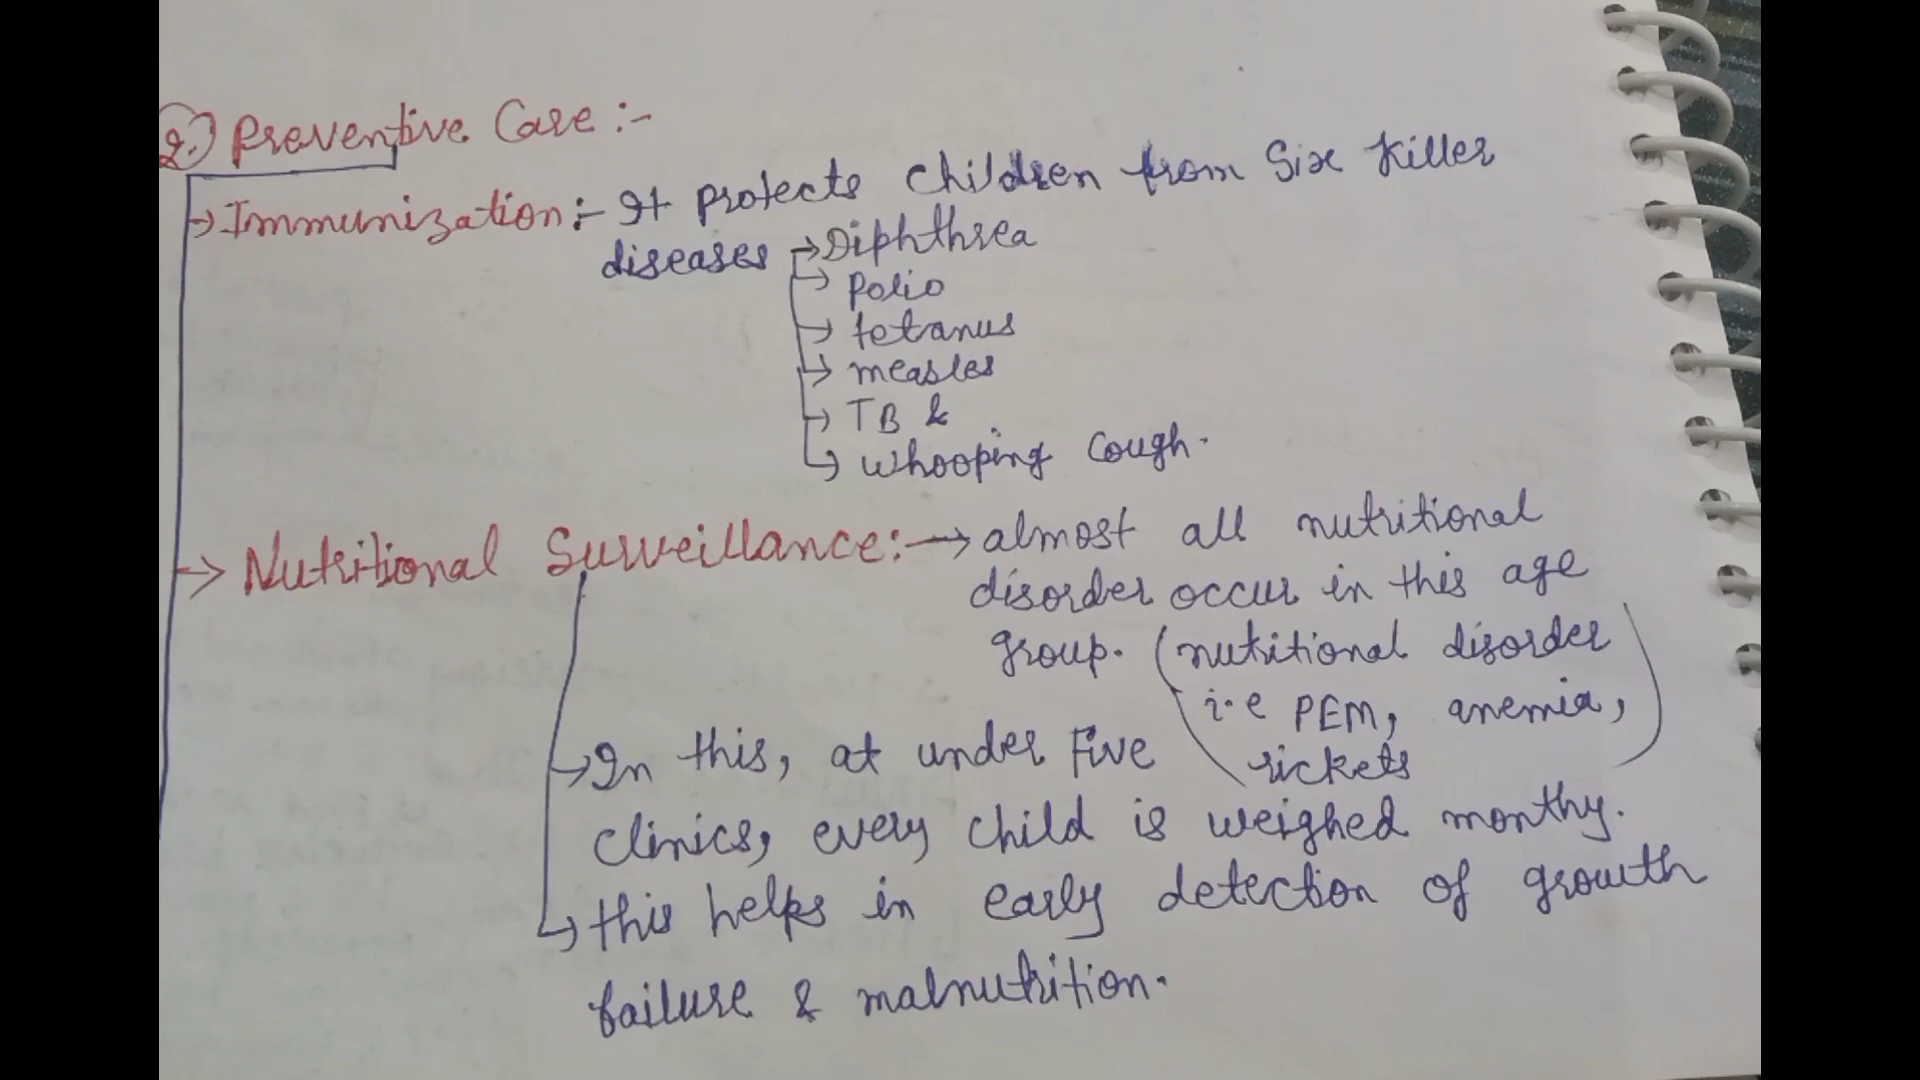 2.) Preventive Care :-
→ Immunization :- It protects children from Six Killer
diseases → Diphthrea
→ Polio
→ tetanus
→ measles
→ TB &
→ Whooping Cough.
→ Nutritional Surveillance :- → almost all nutritional
disorder occur in this age
group. (nutritional disorder
i.e PEM, anemia,
rickets)
→ In this, at under Five
clinics, every child is weighed monthy.
→ this helps in early detection of growth
failure & malnutrition.